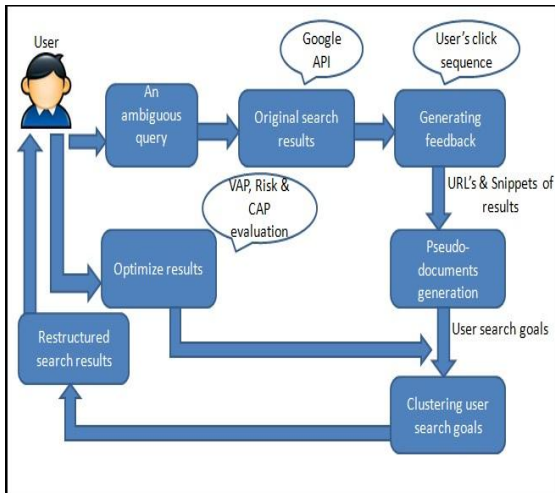 User
Google
API
User's click
sequence
An
ambiguous
query
Original search
results
Generating
feedback
URL's & Snippets of
results
VAP, Risk &
CAP
evaluation
Optimize results
Pseudo-
documents
generation
User search goals
Restructured
search results
Clustering user
search goals